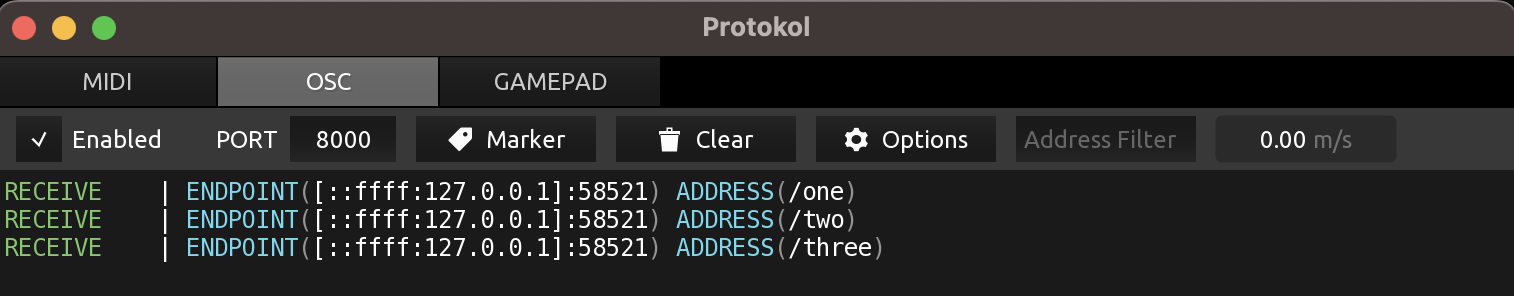 Protokol
MIDI OSC GAMEPAD
Enabled PORT 8000 Marker Clear Options Address Filter 0.00 m/s
RECEIVE | ENDPOINT([::ffff:127.0.0.1]:58521) ADDRESS(/one)
RECEIVE | ENDPOINT([::ffff:127.0.0.1]:58521) ADDRESS(/two)
RECEIVE | ENDPOINT([::ffff:127.0.0.1]:58521) ADDRESS(/three)